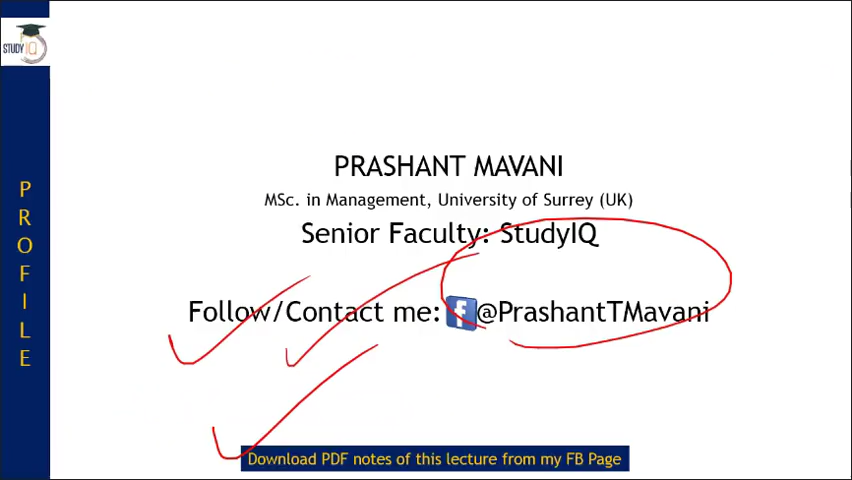 STUDY IQ
PROFILE
PRASHANT MAVANI
MSc. in Management, University of Surrey (UK)
Senior Faculty: StudyIQ
Follow/Contact me: f @PrashantTMavani
Download PDF notes of this lecture from my FB Page